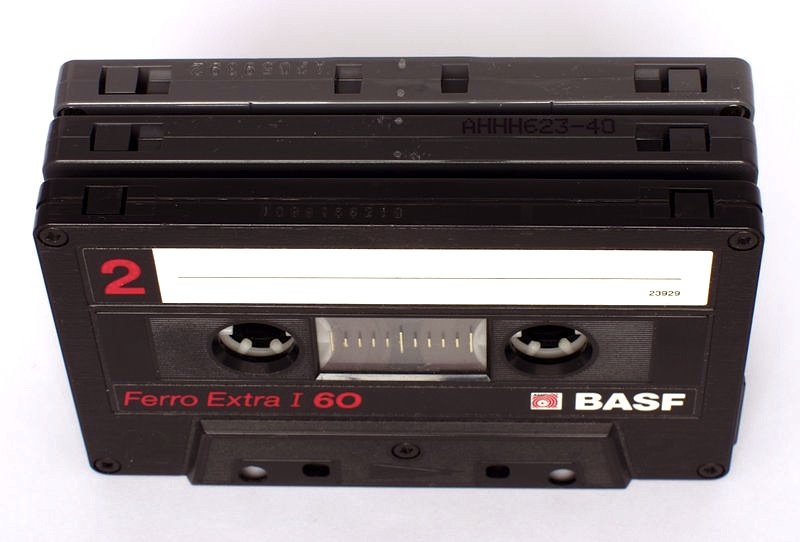 AHHH623-40
2
23929
Ferro Extra I 60
BASF